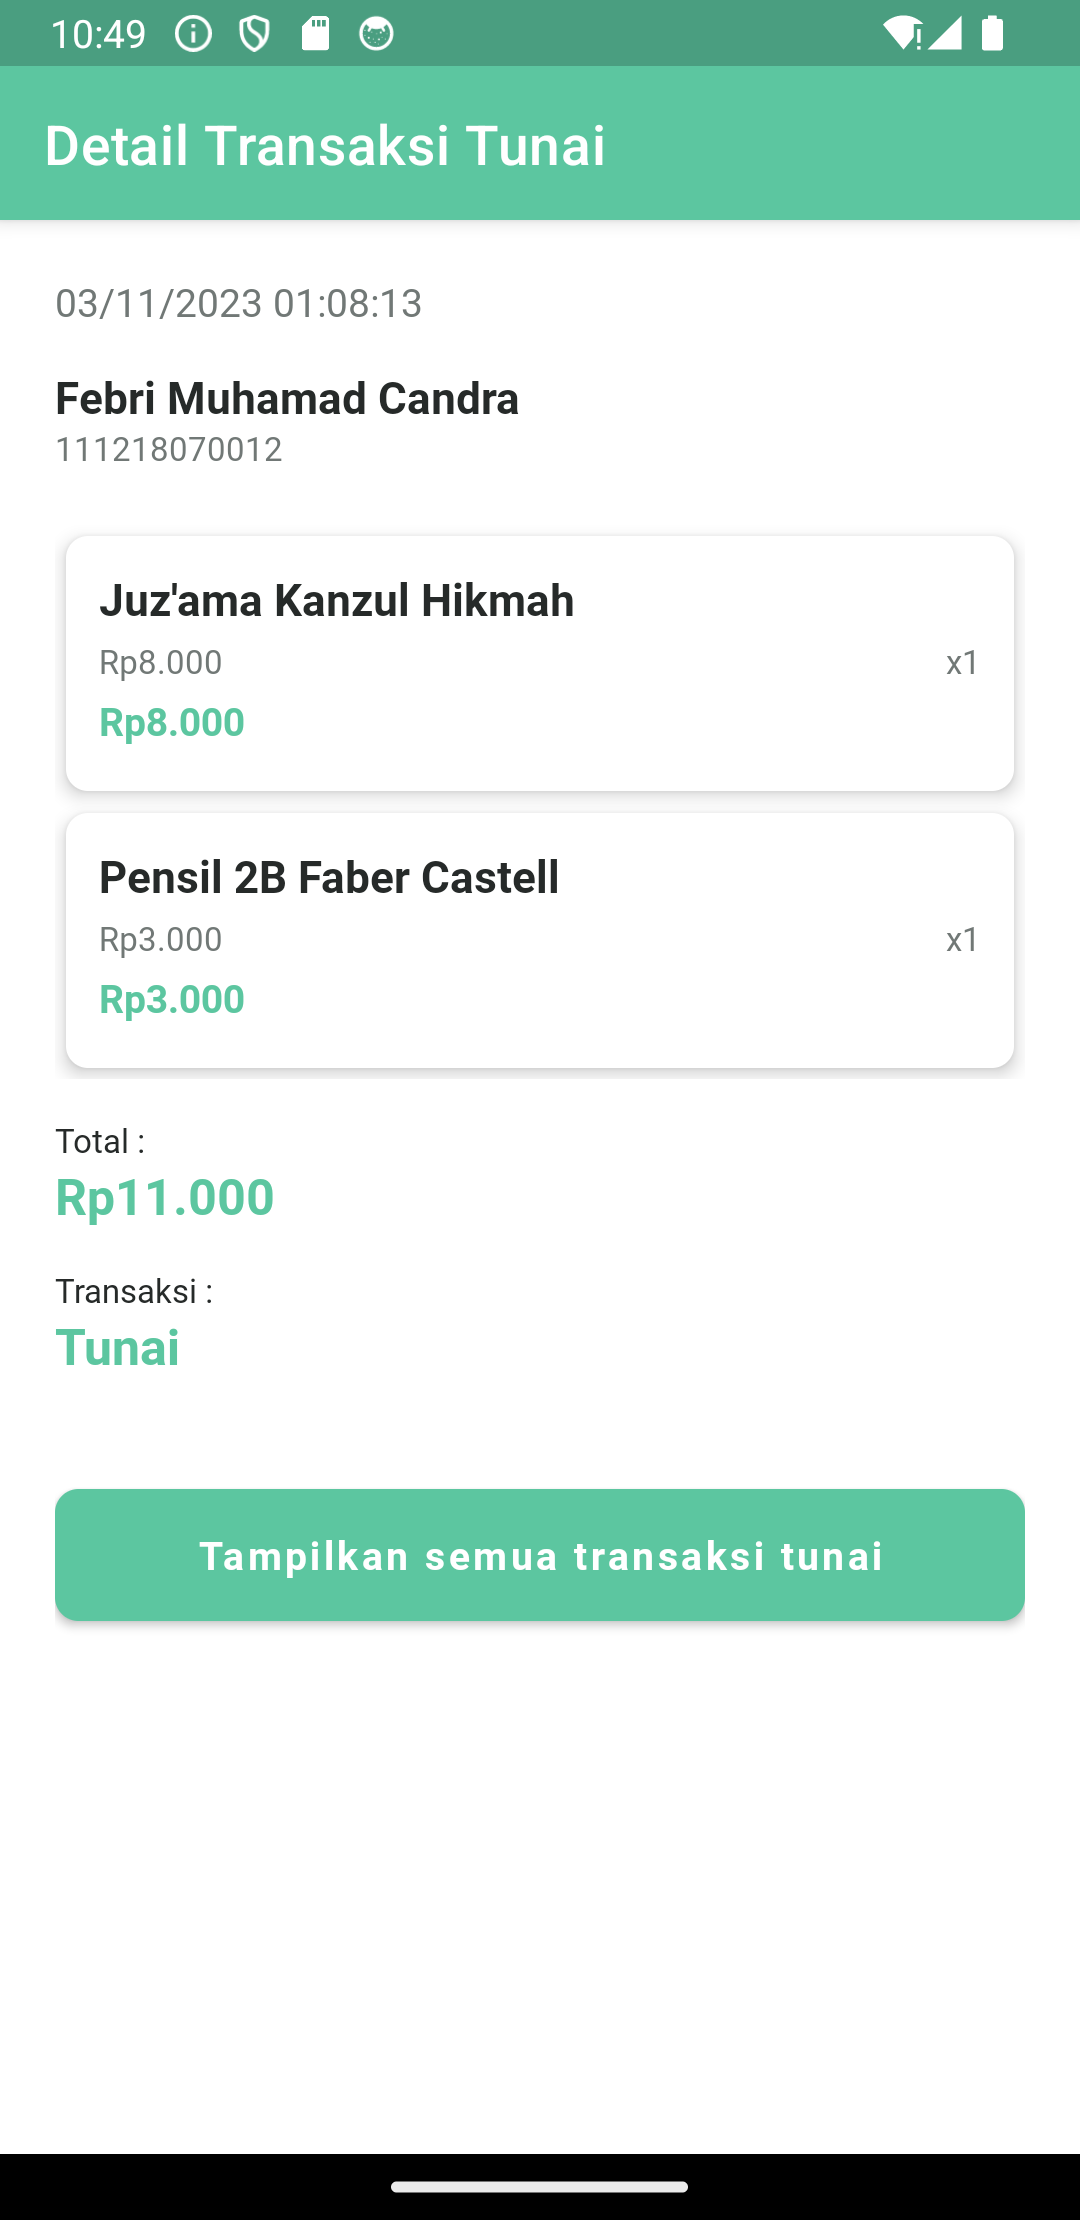 10:49
Detail Transaksi Tunai
03/11/2023 01:08:13
Febri Muhamad Candra
111218070012
Juz'ama Kanzul Hikmah
Rp8.000 x1
Rp8.000
Pensil 2B Faber Castell
Rp3.000 x1
Rp3.000
Total :
Rp11.000
Transaksi :
Tunai
Tampilkan semua transaksi tunai